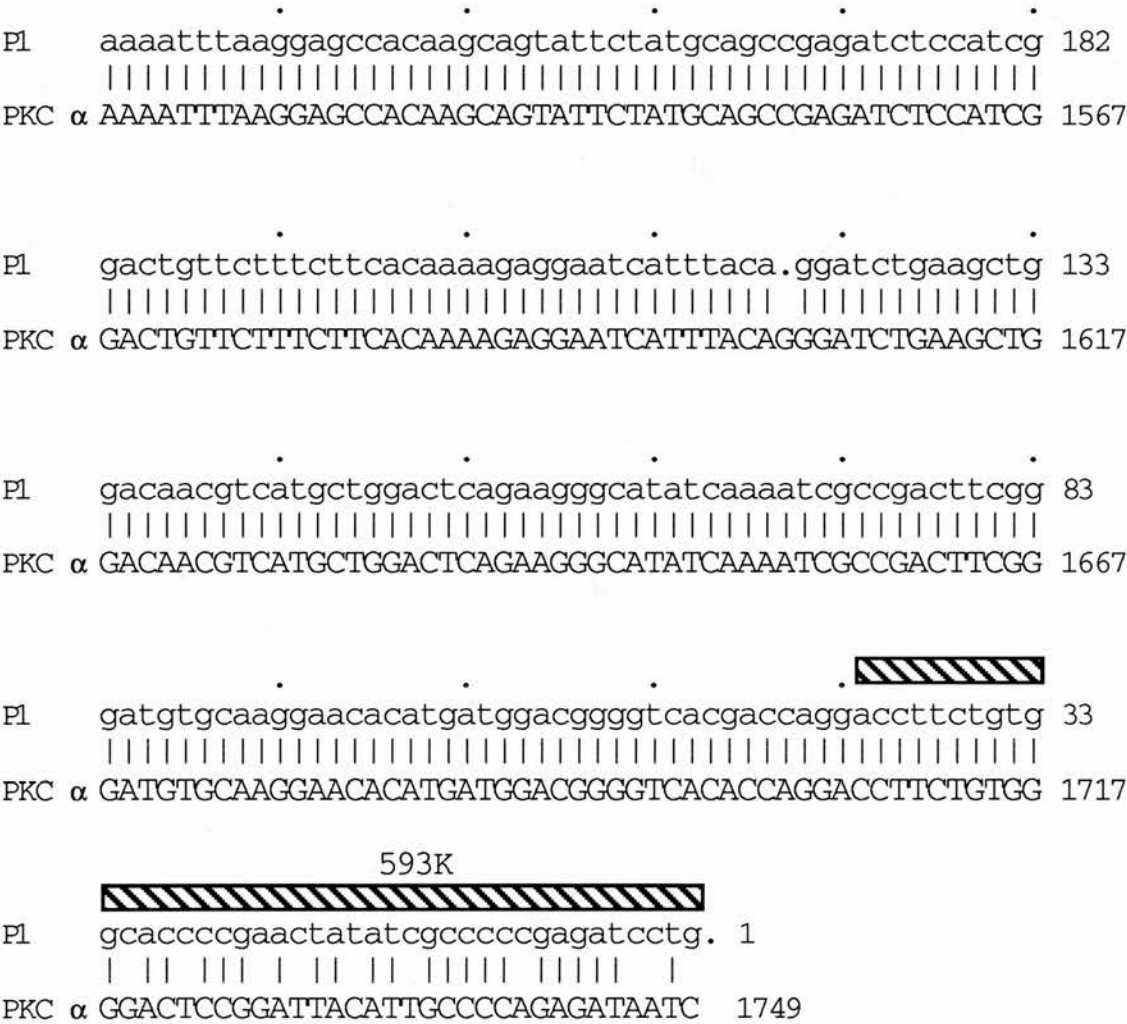 P1 aaaatttaaggagccacaagcagtattctatgcagccgagatctccatcg 182
PKC α AAAATTTAAGGAGCCACAAGCAGTATTCTATGCAGCCGAGATCTCCATCG 1567
P1 gactgttctttcttcacaaaagaggaatcatttaca.ggatctgaagctg 133
PKC α GACTGTTCTTTCTTCACAAAAGAGGAATCATTTACAGGGATCTGAAGCTG 1617
P1 gacaacgtcatgctggactcagaagggcatatcaaaatcgccgacttcgg 83
PKC α GACAACGTCATGCTGGACTCAGAAGGGCATATCAAAATCGCCGACTTCGG 1667
P1 gatgtgcaaggaacacatgatggacggggtcacgaccaggaccttctgtg 33
PKC α GATGTGCAAGGAACACATGATGGACGGGGTCACACCAGGACCTTCTGTGG 1717
593K
P1 gcaccccgaactatatcgcccccgagatcctg. 1
PKC α GGACTCCGGATTACATTGCCCCAGAGATAATC 1749